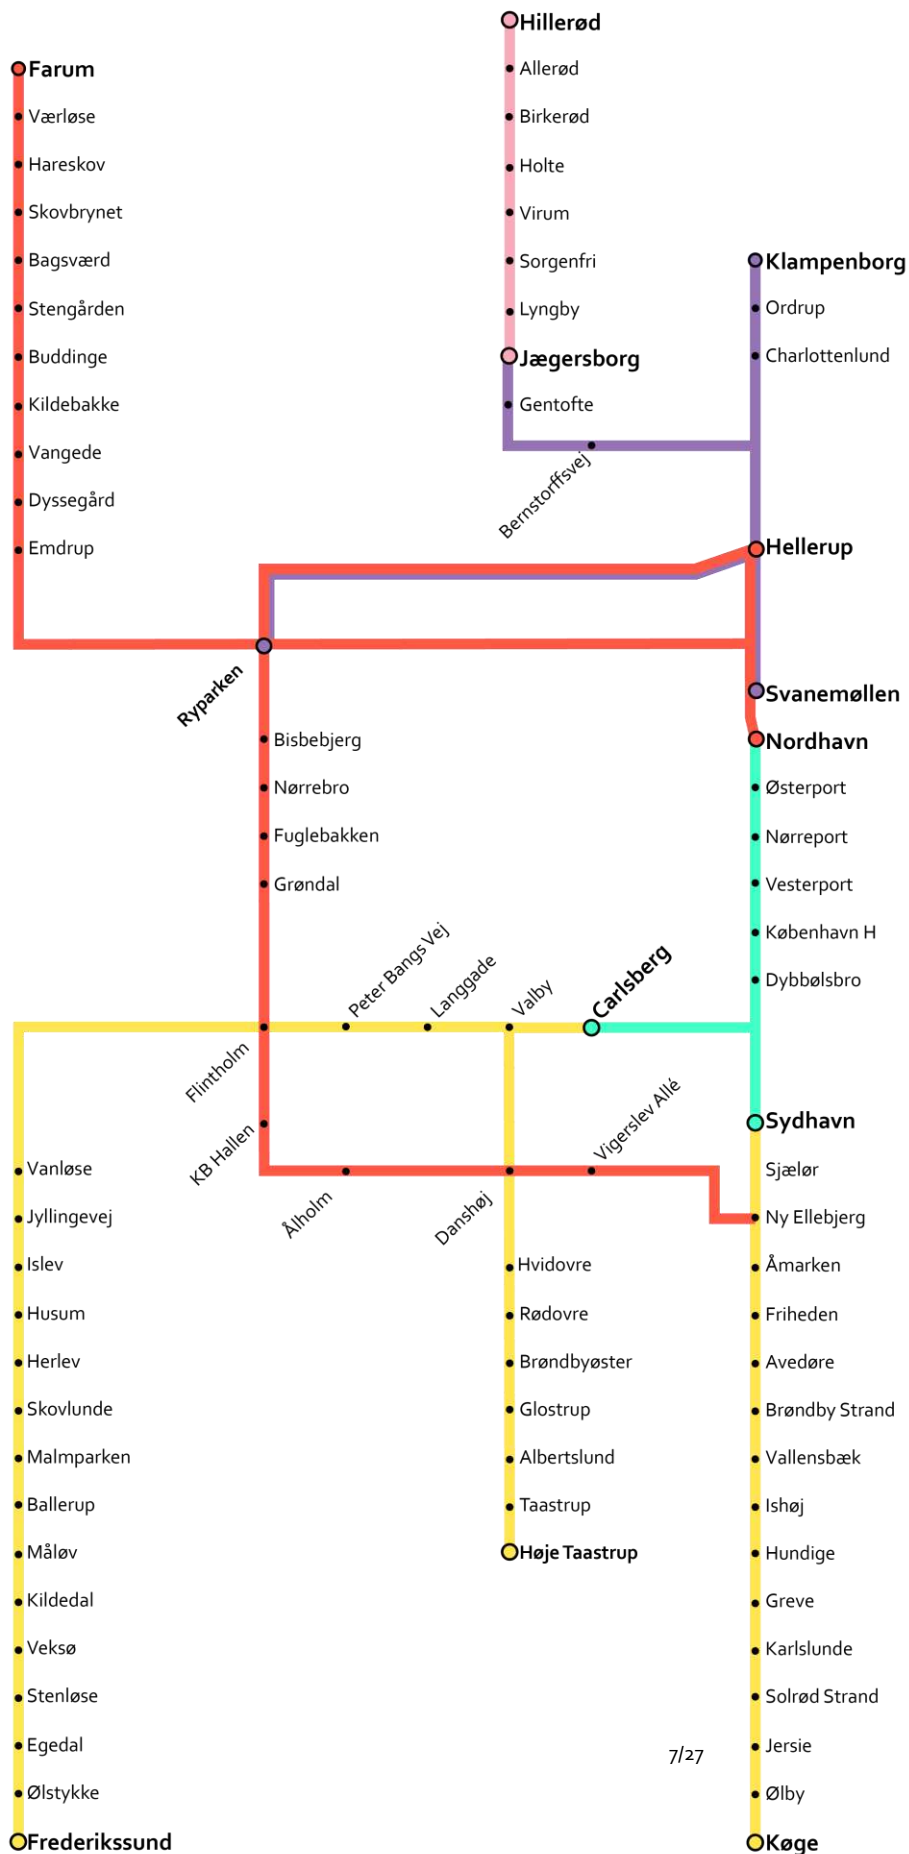 Hillerød
Allerød
Birkerød
Holte
Virum
Sorgenfri
Lyngby
Jægersborg
Gentofte
Bernstorffsvej
Farum
Værløse
Hareskov
Skovbrynet
Bagsværd
Stengården
Buddinge
Kildebakke
Vangede
Dyssegård
Emdrup
Klampenborg
Ordrup
Charlottenlund
Hellerup
Svanemøllen
Nordhavn
Østerport
Nørreport
Vesterport
København H
Dybbølsbro
Ryparken
Bisbebjerg
Nørrebro
Fuglebakken
Grøndal
Flintholm
Peter Bangs Vej
Langgade
Valby
Carlsberg
KB Hallen
Ålholm
Danshøj
Vigerslev Allé
Sydhavn
Sjælør
Ny Ellebjerg
Åmarken
Friheden
Avedøre
Brøndby Strand
Vallensbæk
Ishøj
Hundige
Greve
Karlslunde
Solrød Strand
Jersie
Ølby
Køge
Vanløse
Jyllingevej
Islev
Husum
Herlev
Skovlunde
Malmparken
Ballerup
Måløv
Kildedal
Veksø
Stenløse
Egedal
Ølstykke
Frederikssund
Hvidovre
Rødovre
Brøndbyøster
Glostrup
Albertslund
Taastrup
Høje Taastrup
7/27